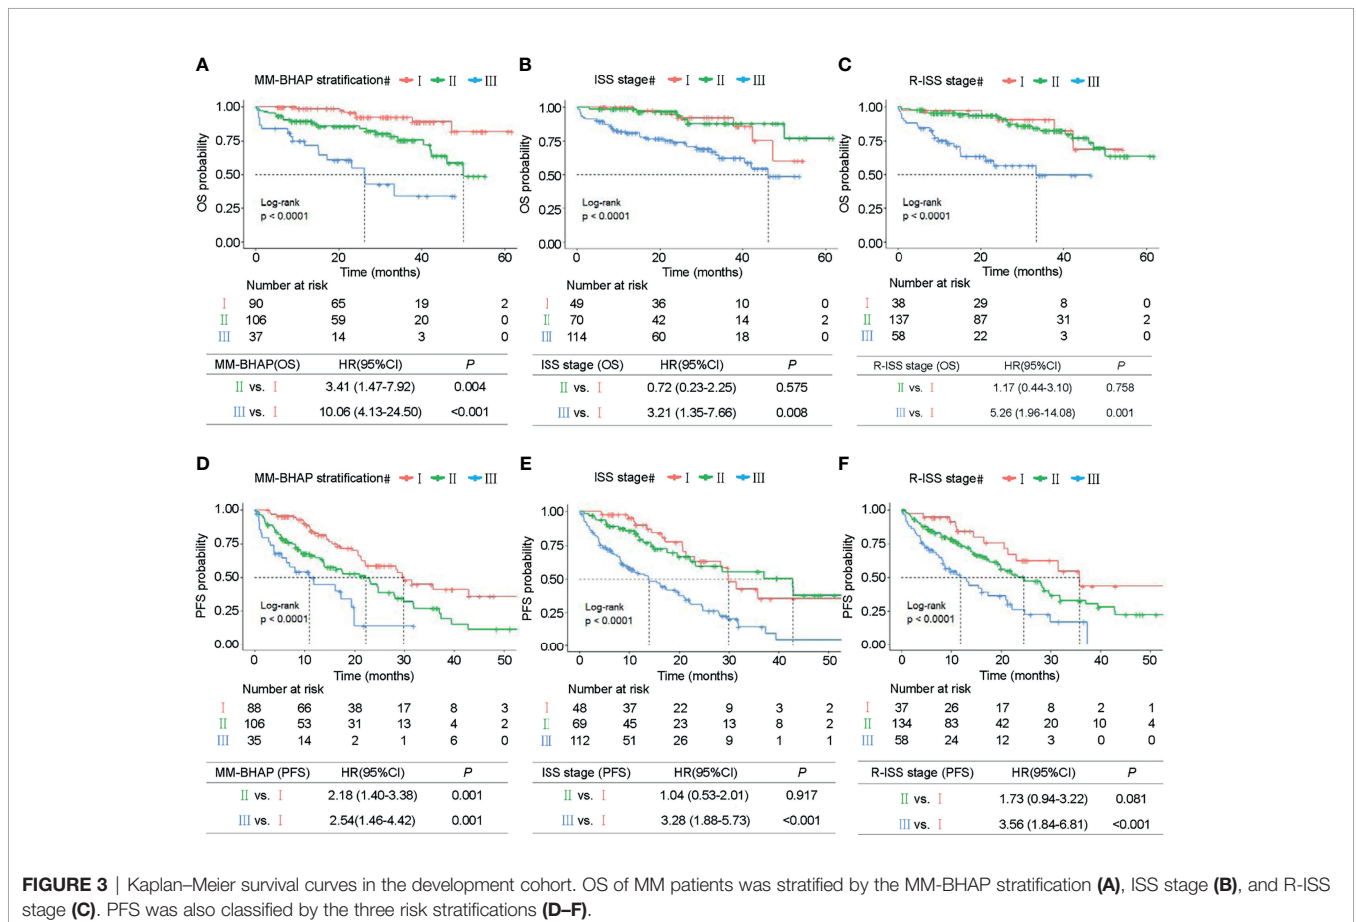 A
MM-BHAP stratification# I II III
OS probability
1.00
0.75
0.50
0.25
0.00
Log-rank
p < 0.0001
0 20 40 60
Time (months)
Number at risk
I 90 65 19 2
II 106 59 20 0
III 37 14 3 0
MM-BHAP(OS) HR(95%CI) P
II vs. I 3.41 (1.47-7.92) 0.004
III vs. I 10.06 (4.13-24.50) <0.001
B
ISS stage# I II III
OS probability
1.00
0.75
0.50
0.25
0.00
Log-rank
p < 0.0001
0 20 40 60
Time (months)
Number at risk
I 49 36 10 0
II 70 42 14 2
III 114 60 18 0
ISS stage (OS) HR(95%CI) P
II vs. I 0.72 (0.23-2.25) 0.575
III vs. I 3.21 (1.35-7.66) 0.008
C
R-ISS stage# I II III
OS probability
1.00
0.75
0.50
0.25
0.00
Log-rank
p < 0.0001
0 20 40 60
Time (months)
Number at risk
I 38 29 8 0
II 137 87 31 2
III 58 22 3 0
R-ISS stage (OS) HR(95%CI) P
II vs. I 1.17 (0.44-3.10) 0.758
III vs. I 5.26 (1.96-14.08) 0.001
D
MM-BHAP stratification# I II III
PFS probability
1.00
0.75
0.50
0.25
0.00
Log-rank
p < 0.0001
0 10 20 30 40 50
Time (months)
Number at risk
I 88 66 38 17 8 3
II 106 53 31 13 4 2
III 35 14 2 1 6 0
MM-BHAP (PFS) HR(95%CI) P
II vs. I 2.18 (1.40-3.38) 0.001
III vs. I 2.54(1.46-4.42) 0.001
E
ISS stage# I II III
PFS probability
1.00
0.75
0.50
0.25
0.00
Log-rank
p < 0.0001
0 10 20 30 40 50
Time (months)
Number at risk
I 48 37 22 9 3 2
II 69 45 23 13 8 2
III 112 51 26 9 1 1
ISS stage (PFS) HR(95%CI) P
II vs. I 1.04 (0.53-2.01) 0.917
III vs. I 3.28 (1.88-5.73) <0.001
F
R-ISS stage# I II III
PFS probability
1.00
0.75
0.50
0.25
0.00
Log-rank
p < 0.0001
0 10 20 30 40 50
Time (months)
Number at risk
I 37 26 17 8 2 1
II 134 83 42 20 10 4
III 58 24 12 3 0 0
R-ISS stage (PFS) HR(95%CI) P
II vs. I 1.73 (0.94-3.22) 0.081
III vs. I 3.56 (1.84-6.81) <0.001
FIGURE 3 | Kaplan–Meier survival curves in the development cohort. OS of MM patients was stratified by the MM-BHAP stratification (A), ISS stage (B), and R-ISS
stage (C). PFS was also classified by the three risk stratifications (D–F).